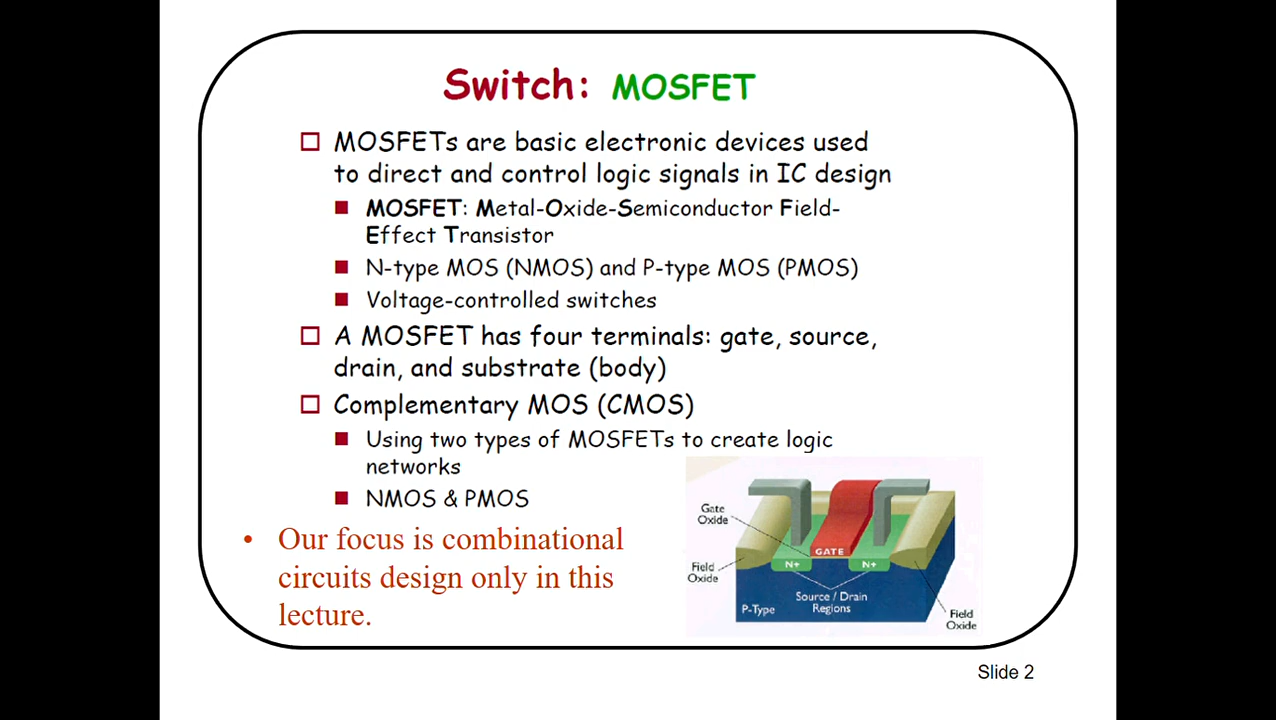 Switch: MOSFET
MOSFETs are basic electronic devices used
to direct and control logic signals in IC design
MOSFET: Metal-Oxide-Semiconductor Field-
Effect Transistor
N-type MOS (NMOS) and P-type MOS (PMOS)
Voltage-controlled switches
A MOSFET has four terminals: gate, source,
drain, and substrate (body)
Complementary MOS (CMOS)
Using two types of MOSFETs to create logic
networks
NMOS & PMOS
• Our focus is combinational
circuits design only in this
lecture.
Gate
Oxide
GATE
Field
Oxide
N+
N+
Source / Drain
Regions
P-Type
Field
Oxide
Slide 2